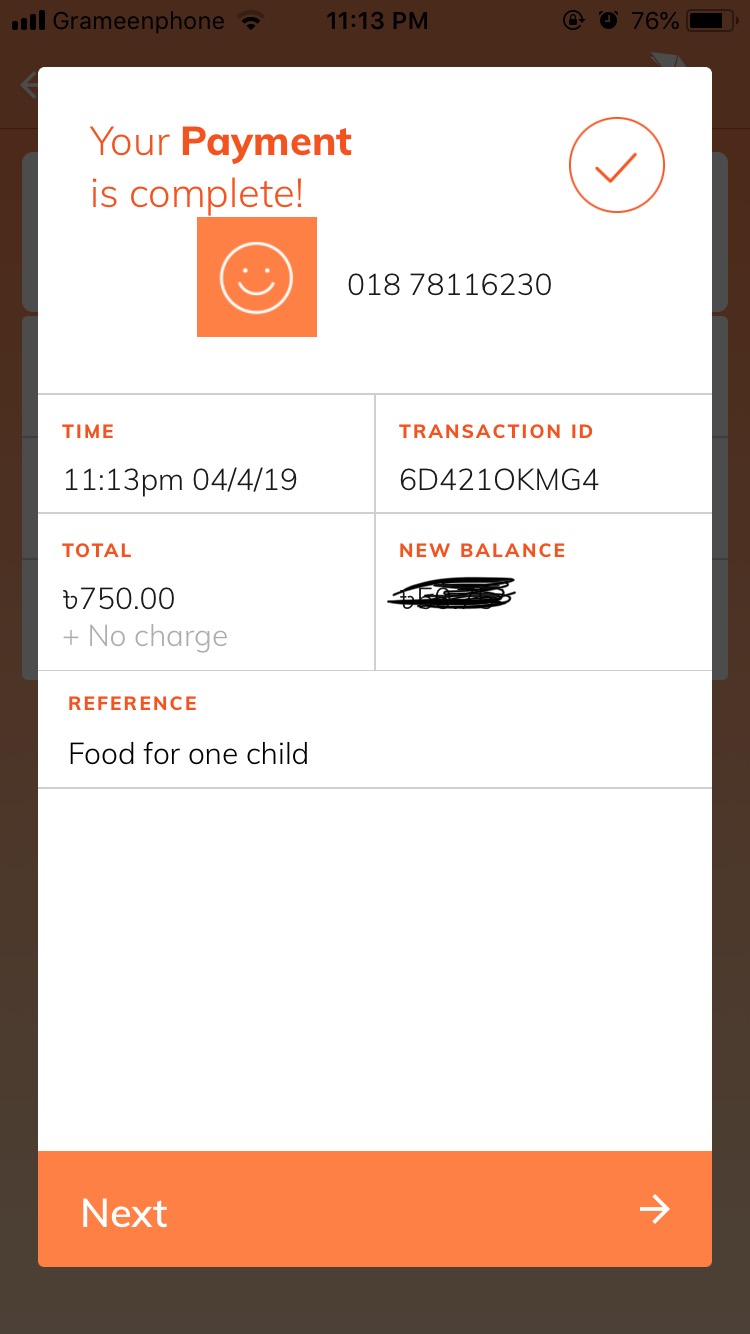 Grameenphone 11:13 PM 76%
Your Payment
is complete!
018 78116230
TIME
11:13pm 04/4/19
TRANSACTION ID
6D421OKMG4
TOTAL
৳750.00
+ No charge
NEW BALANCE
REFERENCE
Food for one child
Next